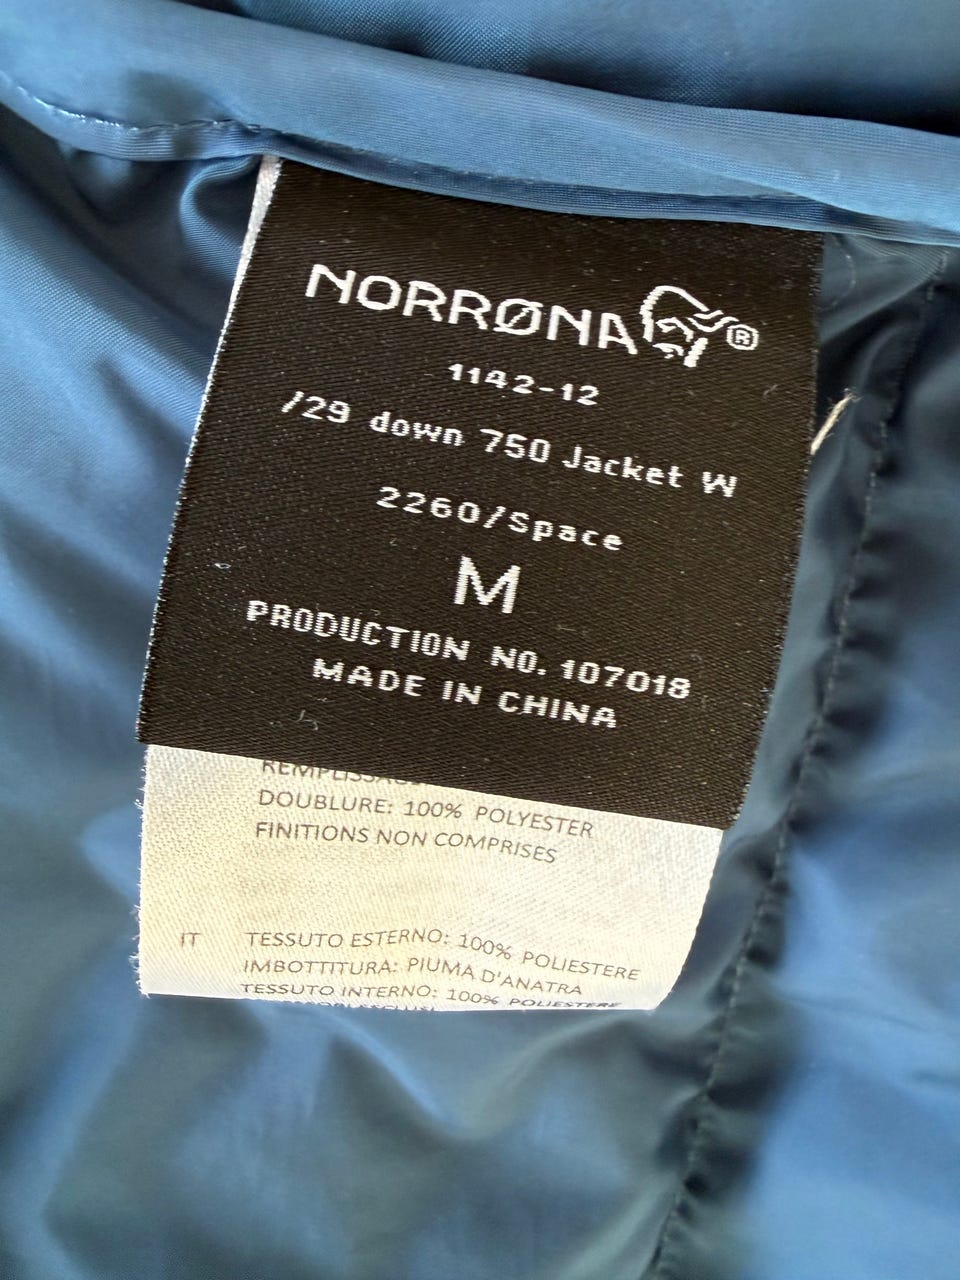 NORRØNA®
1142-12
/29 down 750 Jacket W
2260/Space
M
PRODUCTION NO. 107018
MADE IN CHINA
REMPLISSAGE
DOUBLURE: 100% POLYESTER
FINITIONS NON COMPRISES
IT
TESSUTO ESTERNO: 100% POLIESTERE
IMBOTTITURA: PIUMA D'ANATRA
TESSUTO INTERNO: 100% POLIESTERE